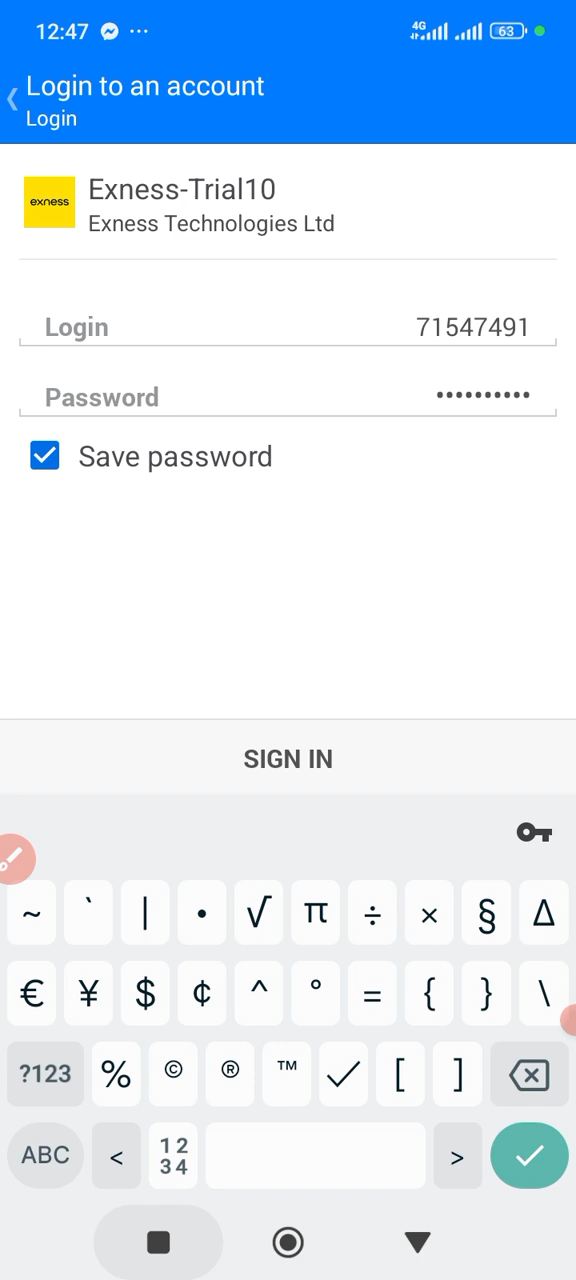 12:47 ... 4G 63
Login to an account
Login
exness
Exness-Trial10
Exness Technologies Ltd
Login 71547491
Password ••••••••••
Save password
SIGN IN
~ ` | • √ π ÷ × § Δ
€ ¥ $ ¢ ^ ° = { } \
?123 % © ® ™ ✓ [ ]
ABC < 12 34 >